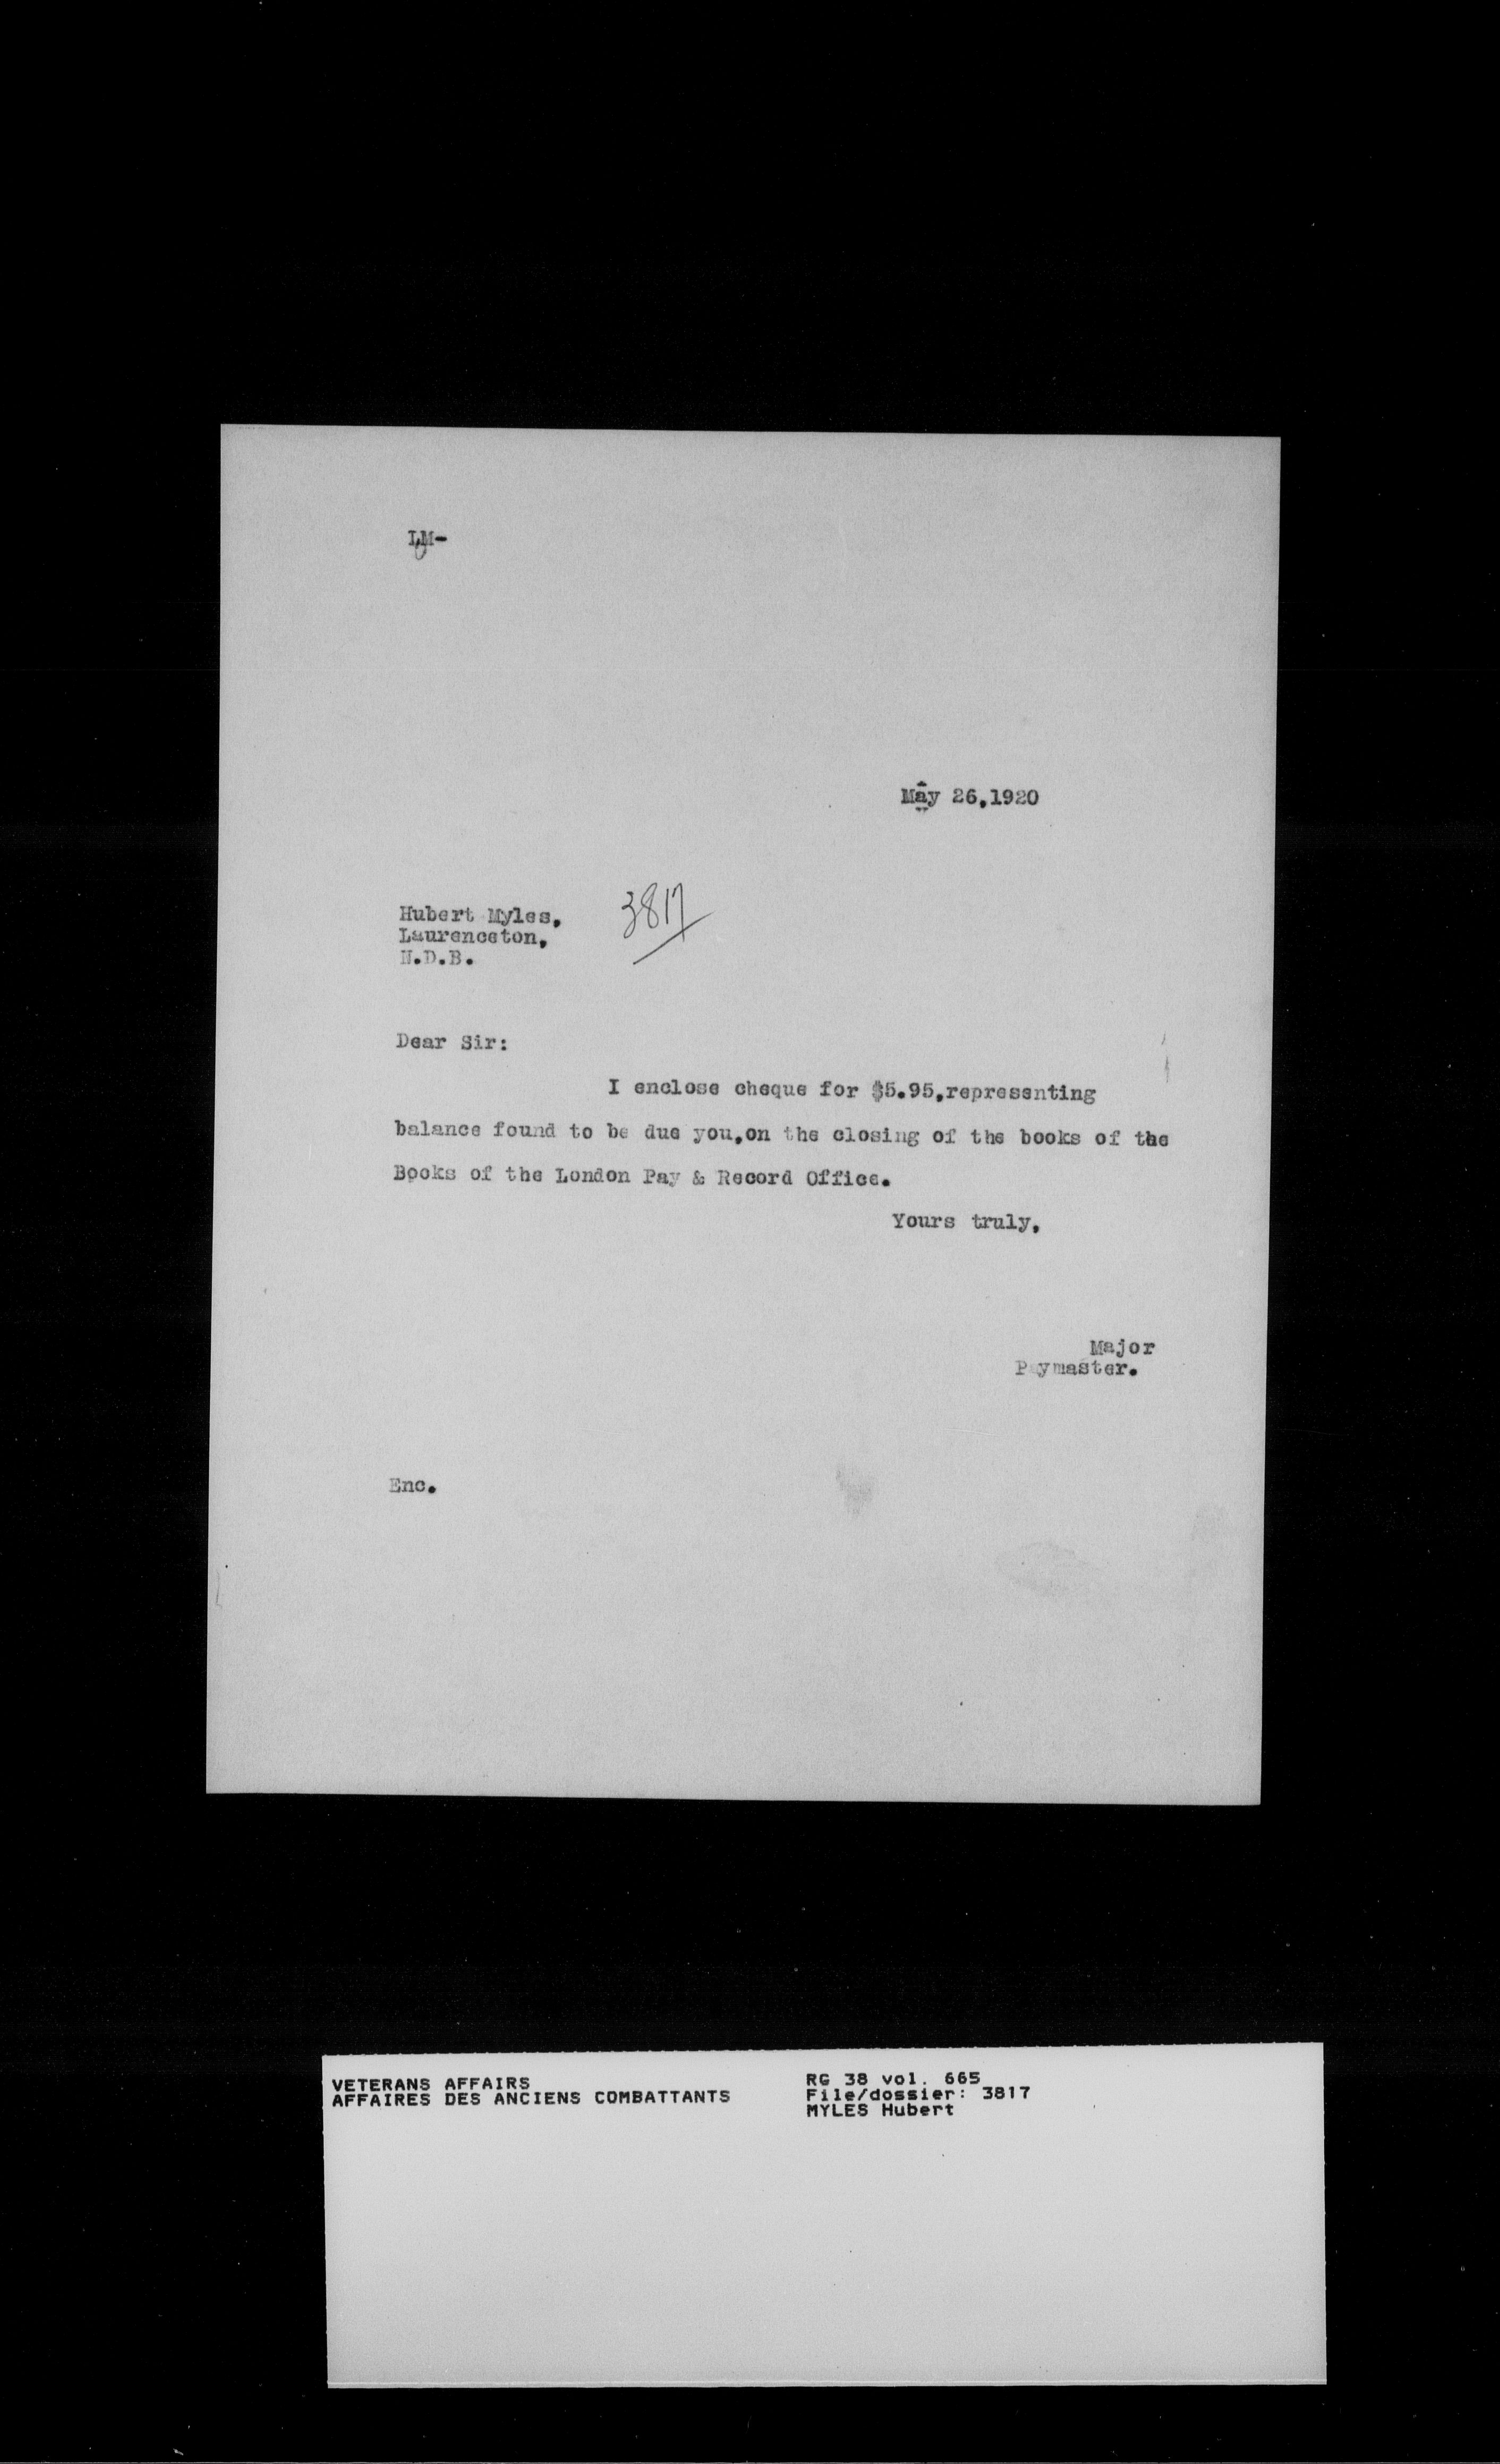 LM-
May 26,1920
3817
Hubert Myles,
Laurenceton,
N.D.B.
Dear Sir:
I enclose cheque for $5.95,representing
balance found to be due you,on the closing of the books of the
Books of the London Pay & Record Office.
Yours truly,
Major
Paymaster.
Enc.
VETERANS AFFAIRS
AFFAIRES DES ANCIENS COMBATTANTS
RG 38 vol. 665
File/dossier: 3817
MYLES Hubert